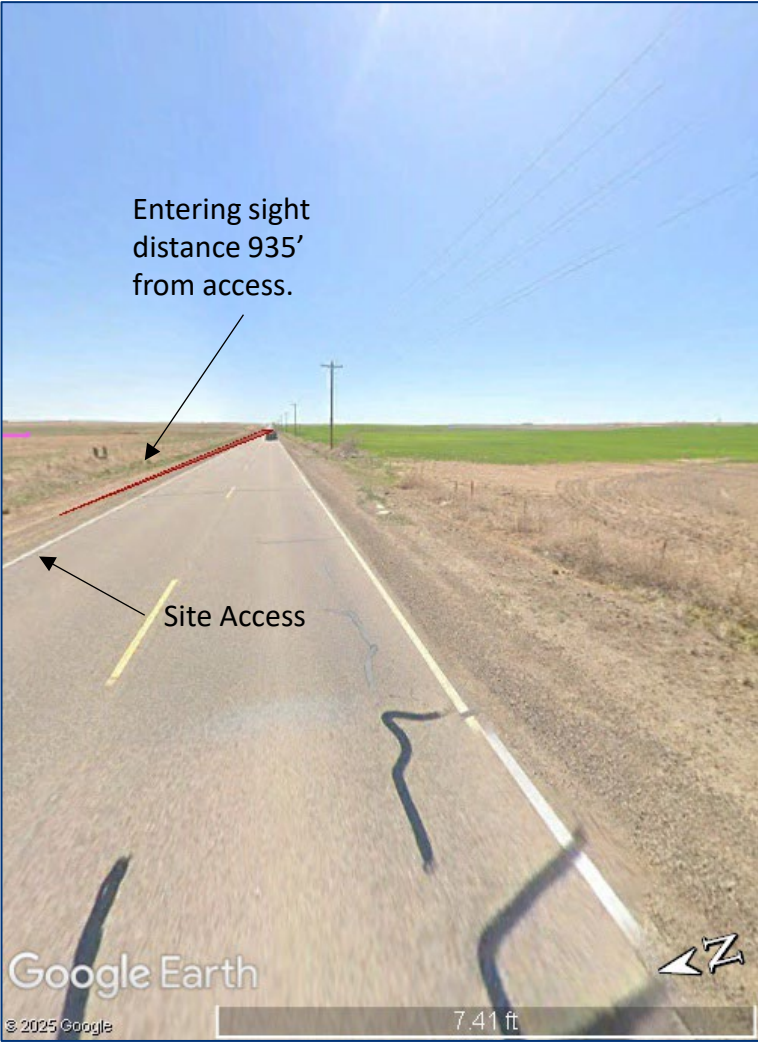 Entering sight
distance 935’
from access.
Site Access
Google Earth
N
© 2025 Google
7.41 ft